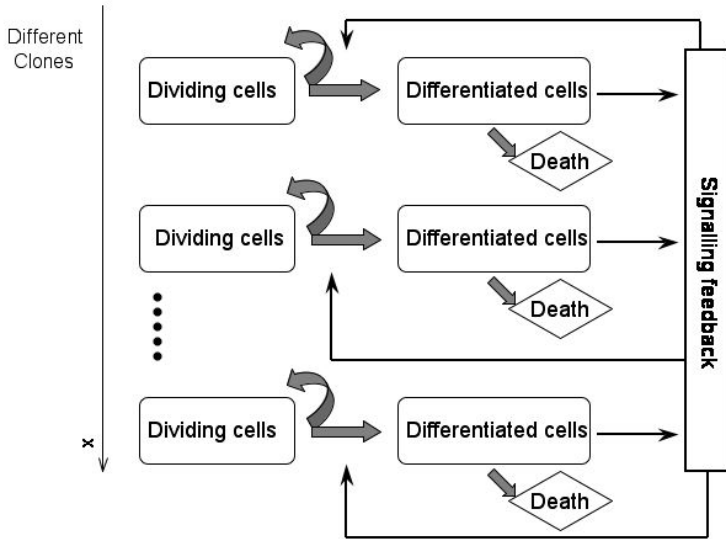 Different
Clones
Dividing cells
Differentiated cells
Death
Dividing cells
Differentiated cells
Death
Signalling feedback
Dividing cells
Differentiated cells
Death
x